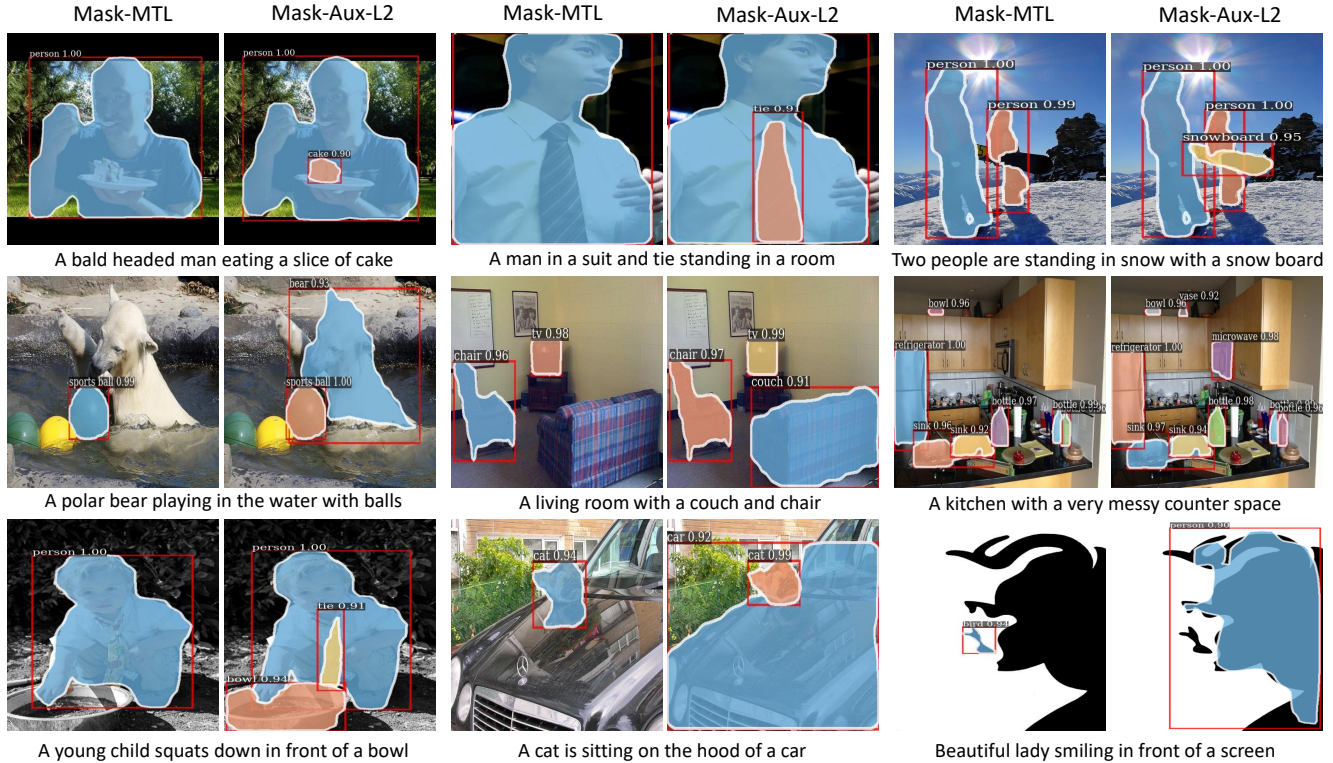 Mask-MTL Mask-Aux-L2 Mask-MTL Mask-Aux-L2 Mask-MTL Mask-Aux-L2
person 1.00
person 1.00
cake 0.90
tie 0.91
person 1.00
person 0.99
person 1.00
person 1.00
snowboard 0.95
A bald headed man eating a slice of cake
A man in a suit and tie standing in a room
Two people are standing in snow with a snow board
sports ball 0.99
bear 0.93
sports ball 1.00
chair 0.96
tv 0.98
chair 0.97
tv 0.99
couch 0.91
bowl 0.96
refrigerator 1.00
bottle 0.97
bottle 0.99
sink 0.96
sink 0.92
bowl 0.96
vase 0.92
microwave 0.98
refrigerator 1.00
bottle 0.98
sink 0.97
sink 0.94
A polar bear playing in the water with balls
A living room with a couch and chair
A kitchen with a very messy counter space
person 1.00
person 1.00
tie 0.91
bowl 0.94
cat 0.94
car 0.92
cat 0.99
bird 0.94
person 0.90
A young child squats down in front of a bowl
A cat is sitting on the hood of a car
Beautiful lady smiling in front of a screen